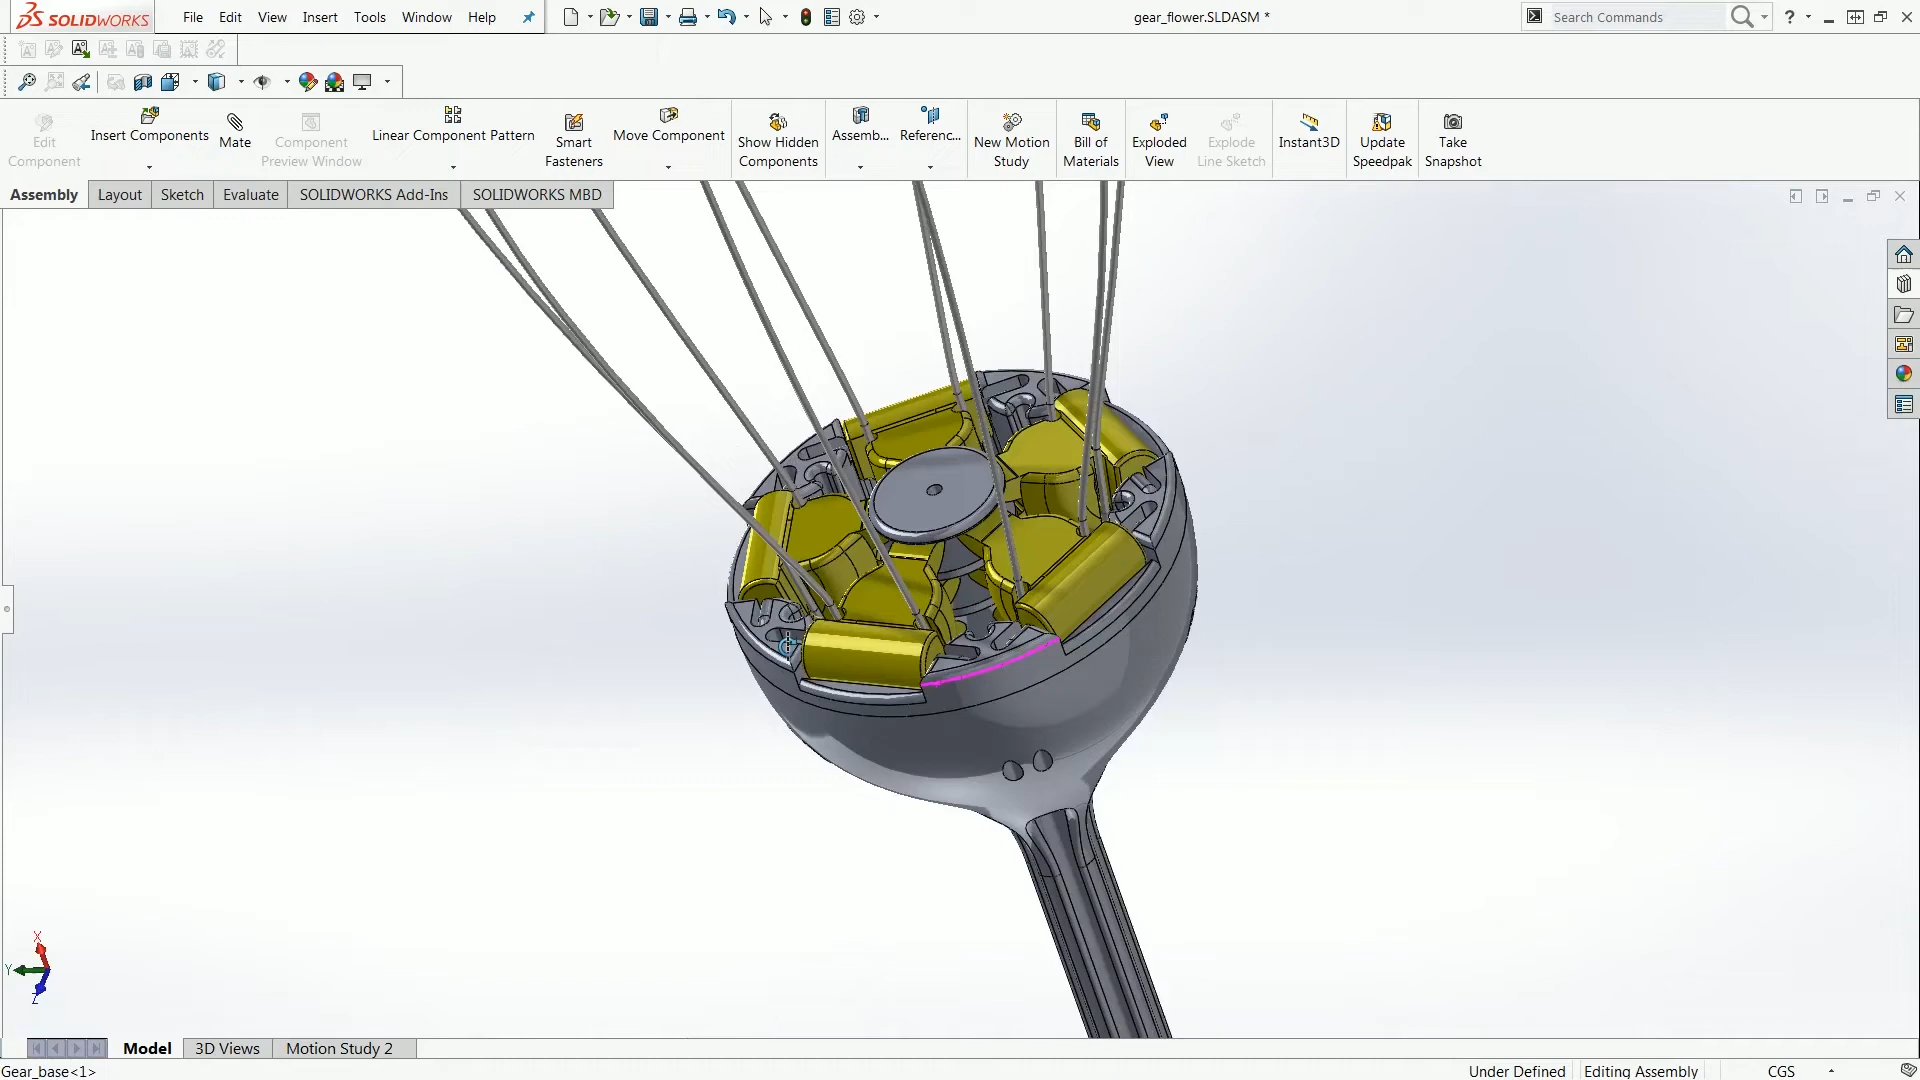 SOLIDWORKS File Edit View Insert Tools Window Help gear_flower.SLDASM * Search Commands ?
Edit Component
Insert Components
Mate
Component Preview Window
Linear Component Pattern
Smart Fasteners
Move Component
Show Hidden Components
Assemb...
Referenc...
New Motion Study
Bill of Materials
Exploded View
Explode Line Sketch
Instant3D
Update Speedpak
Take Snapshot
Assembly Layout Sketch Evaluate SOLIDWORKS Add-Ins SOLIDWORKS MBD
X
Y
Z
Model 3D Views Motion Study 2
Gear_base<1> Under Defined Editing Assembly CGS